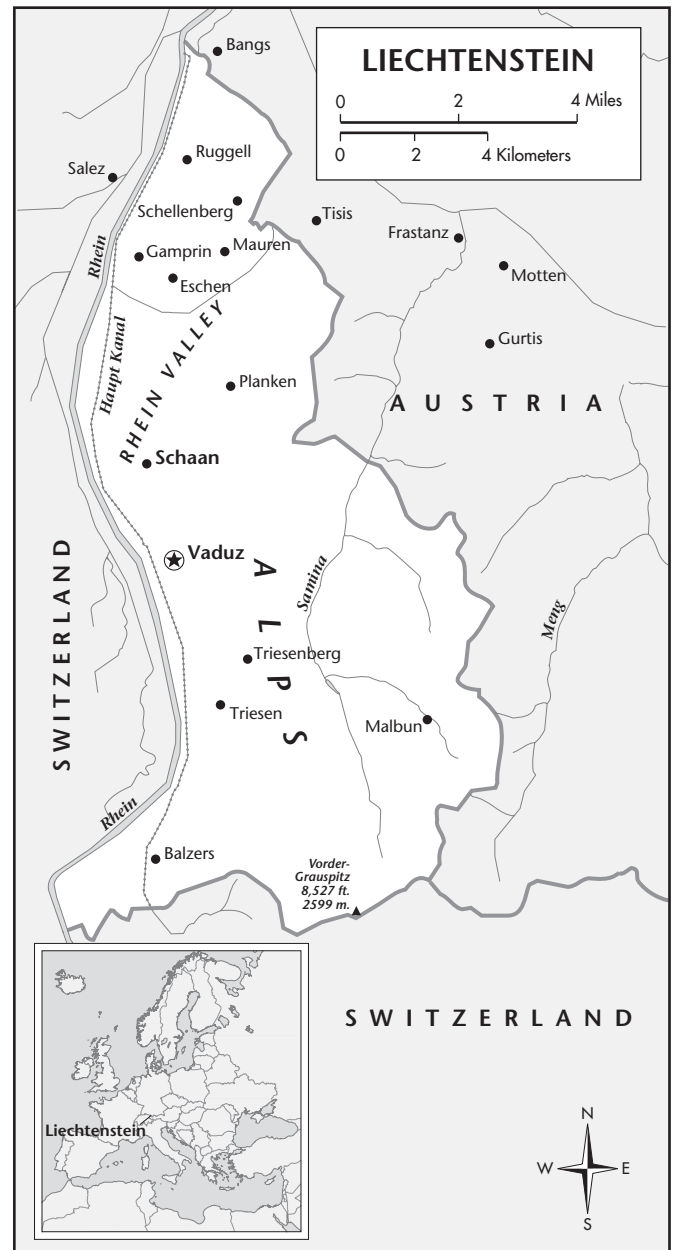 Bangs
LIECHTENSTEIN
0 2 4 Miles
0 2 4 Kilometers
Ruggell
Salez
Schellenberg
Tisis
Frastanz
Rhein
Gamprin
Mauren
Motten
Eschen
Haupt Kanal
RHEIN VALLEY
Gurtis
Planken
AUSTRIA
Schaan
SWITZERLAND
Vaduz
ALPS
Samina
Meng
Triesenberg
Triesen
Malbun
Rhein
Balzers
Vorder-
Grauspitz
8,527 ft.
2599 m.
SWITZERLAND
Liechtenstein
N
W E
S